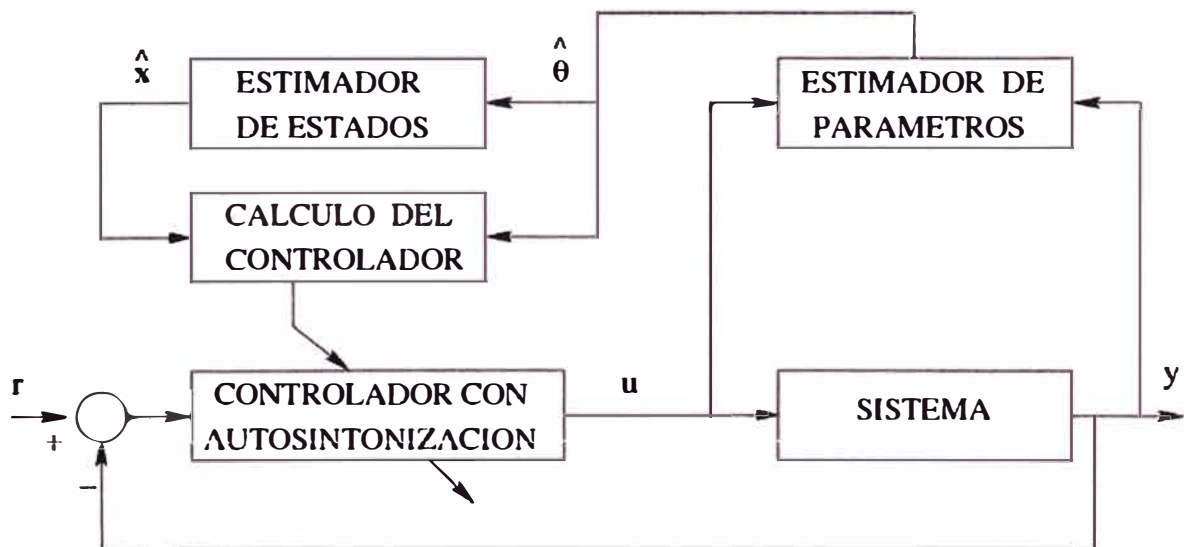 x̂
ESTIMADOR
DE ESTADOS
θ̂
ESTIMADOR DE
PARAMETROS
CALCULO DEL
CONTROLADOR
r
+
−
CONTROLADOR CON
AUTOSINTONIZACION
u
SISTEMA
y